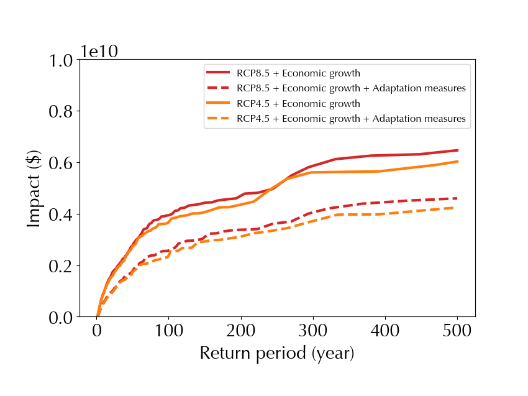 1e10
1.0
0.8
0.6
0.4
0.2
0.0
Impact ($)
RCP8.5 + Economic growth
RCP8.5 + Economic growth + Adaptation measures
RCP4.5 + Economic growth
RCP4.5 + Economic growth + Adaptation measures
0 100 200 300 400 500
Return period (year)